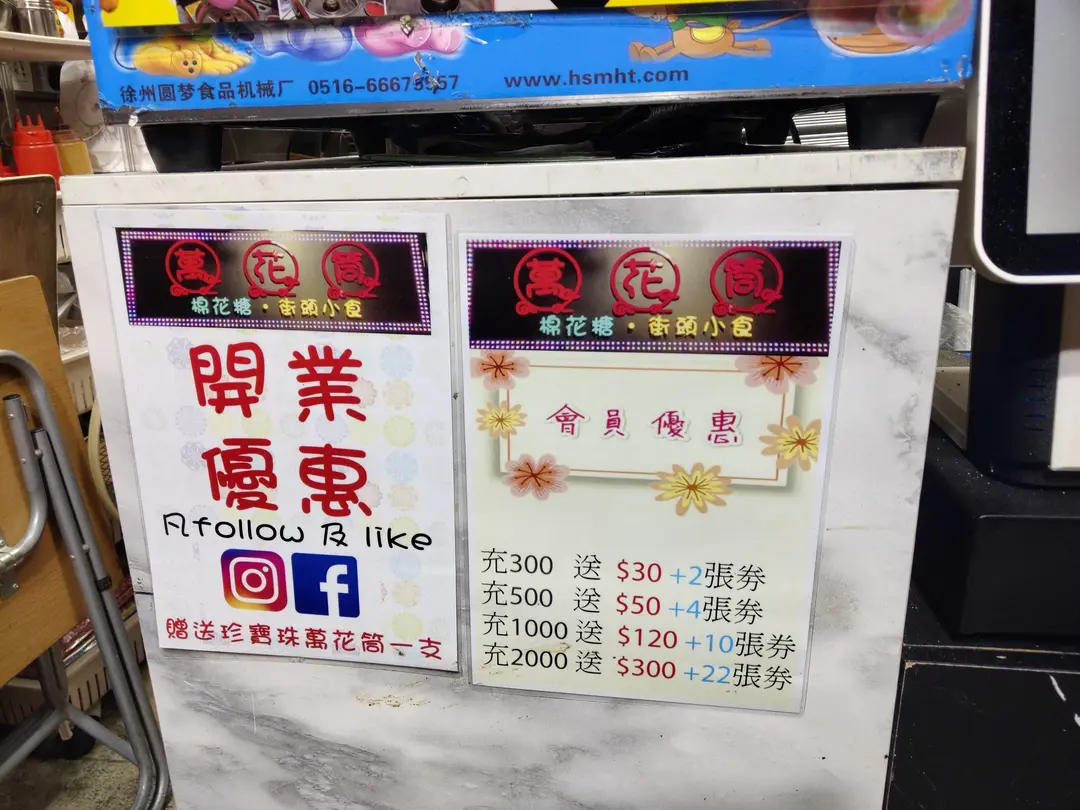 徐州圆梦食品机械厂 0516-66679557 www.hsmht.com
萬花筒
棉花糖·街頭小食
開業
優惠
凡follow 及 like
贈送珍寶珠萬花筒一支
萬花筒
棉花糖·街頭小食
會員優惠
充300 送 $30 +2張券
充500 送 $50 +4張券
充1000 送 $120 +10張券
充2000 送 $300 +22張券